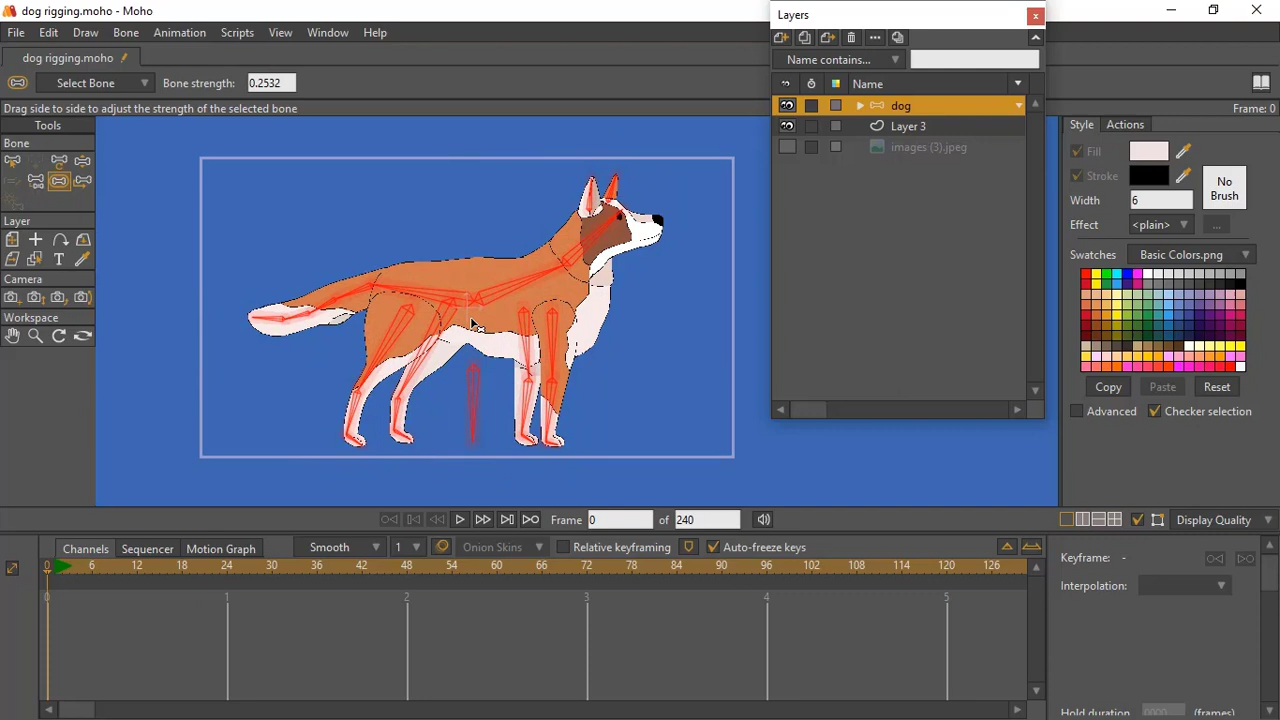 dog rigging.moho - Moho
File Edit Draw Bone Animation Scripts View Window Help
dog rigging.moho
Select Bone Bone strength: 0.2532
Drag side to side to adjust the strength of the selected bone
Frame: 0
Tools
Bone
Layer
Camera
Workspace
Layers
Name contains...
Name
dog
Layer 3
images (3).jpeg
Style Actions
Fill
Stroke
No Brush
Width 6
Effect <plain> ...
Swatches Basic Colors.png
Copy Paste Reset
Advanced Checker selection
Frame 0 of 240
Display Quality
Channels Sequencer Motion Graph Smooth 1 Onion Skins Relative keyframing Auto-freeze keys
0 6 12 18 24 30 36 42 48 54 60 66 72 78 84 90 96 102 108 114 120 126
0 1 2 3 4 5
Keyframe: -
Interpolation:
Hold duration 0000 (frames)